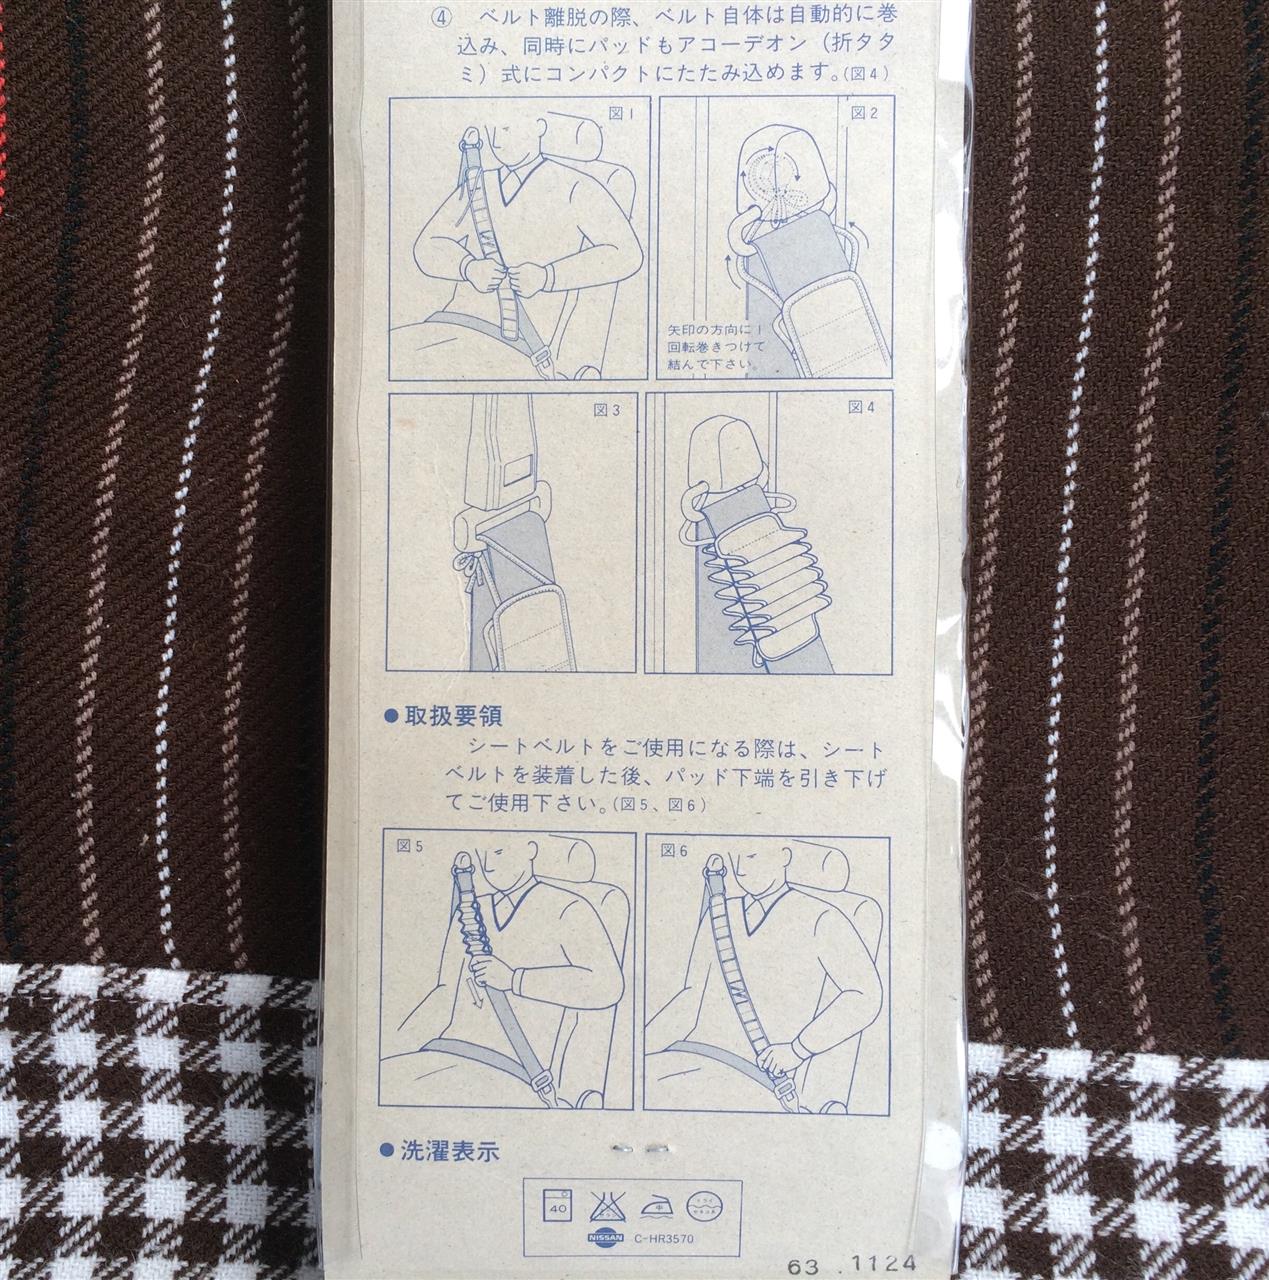 ④ ベルト離脱の際、ベルト自体は自動的に巻
込み、同時にパッドもアコーデオン（折タタ
ミ）式にコンパクトにたたみ込めます。（図4）
図1
図2
矢印の方向に
回転巻きつけて
結んで下さい。
図3
図4
●取扱要領
シートベルトをご使用になる際は、シート
ベルトを装着した後、パッド下端を引き下げ
てご使用下さい。（図5、図6）
図5
図6
●洗濯表示
40
中
ドライ
NISSAN C-HR3570
63.1124